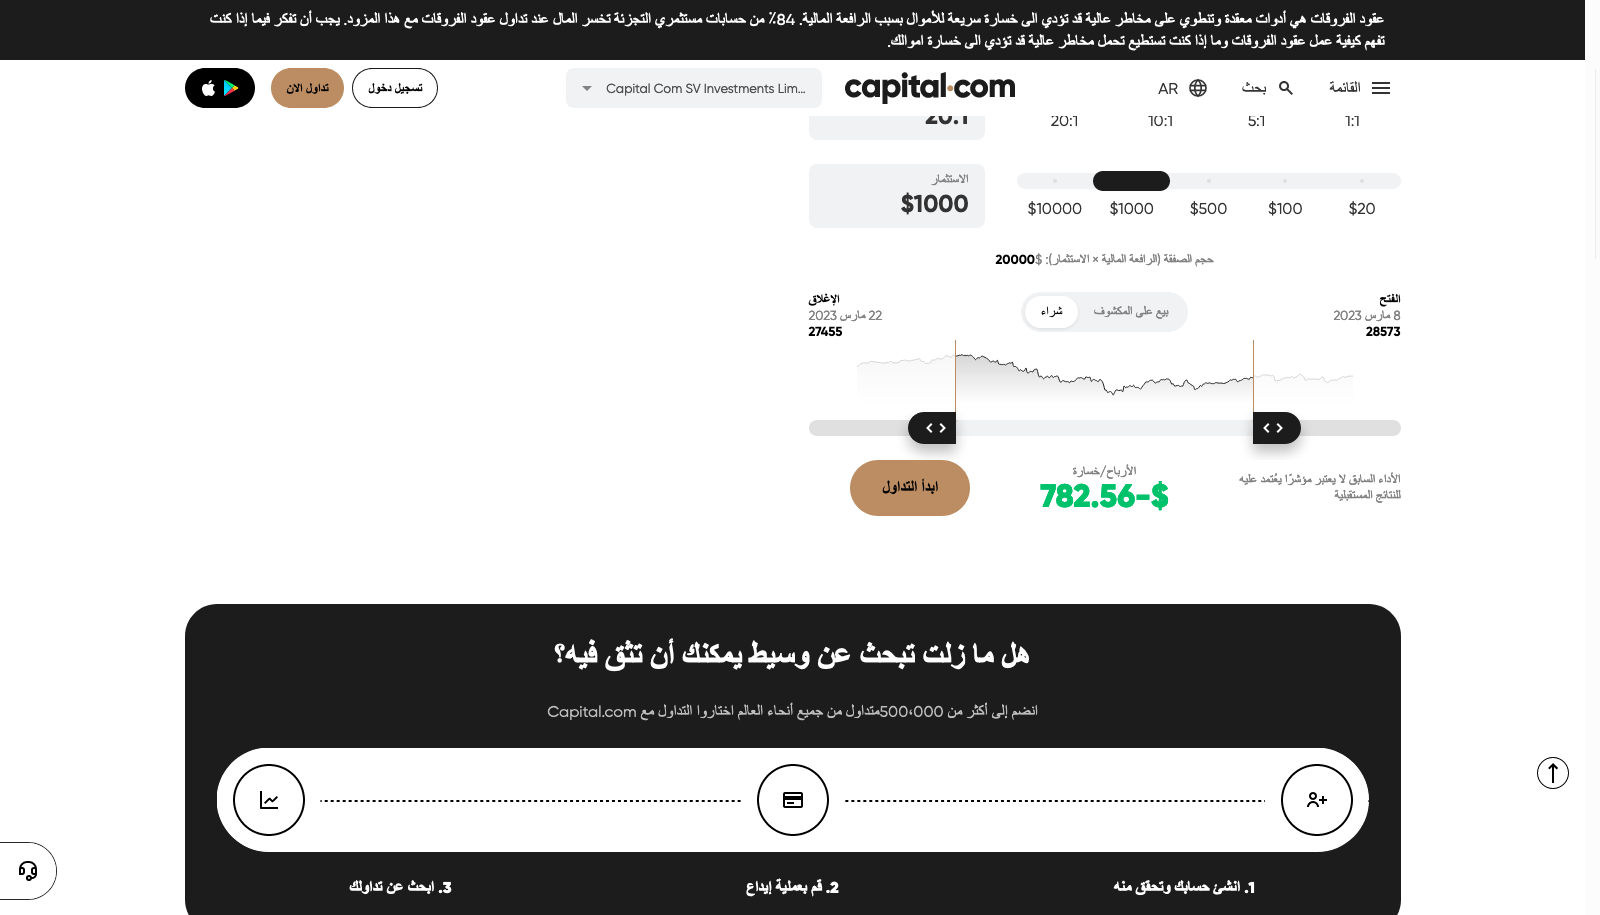 عقود الفروقات هي أدوات معقدة وتنطوي على مخاطر عالية قد تؤدي الى خسارة سريعة للأموال بسبب الرافعة المالية. 84٪ من حسابات مستثمري التجزئة تخسر المال عند تداول عقود الفروقات مع هذا المزود. يجب أن تفكر فيما إذا كنت
تفهم كيفية عمل عقود الفروقات وما إذا كنت تستطيع تحمل مخاطر عالية قد تؤدي الى خسارة اموالك.
القائمة
بحث
AR
capital.com
Capital Com SV Investments Lim...
تسجيل دخول
تداول الان
1:1
5:1
10:1
20:1
20:1
الاستثمار
$1000
$20
$100
$500
$1000
$10000
حجم الصفقة (الرافعة المالية × الاستثمار): $20000
الفتح
8 مارس 2023
28573
بيع على المكشوف
شراء
الإغلاق
22 مارس 2023
27455
الأداء السابق لا يعتبر مؤشرًا يُعتمد عليه
للنتائج المستقبلية
الأرباح/خسارة
782.56-$
ابدأ التداول
هل ما زلت تبحث عن وسيط يمكنك أن تثق فيه؟
انضم إلى أكثر من 500،000متداول من جميع أنحاء العالم اختاروا التداول مع Capital.com
1. انشئ حسابك وتحقق منه
2. قم بعملية إيداع
3. ابحث عن تداولك